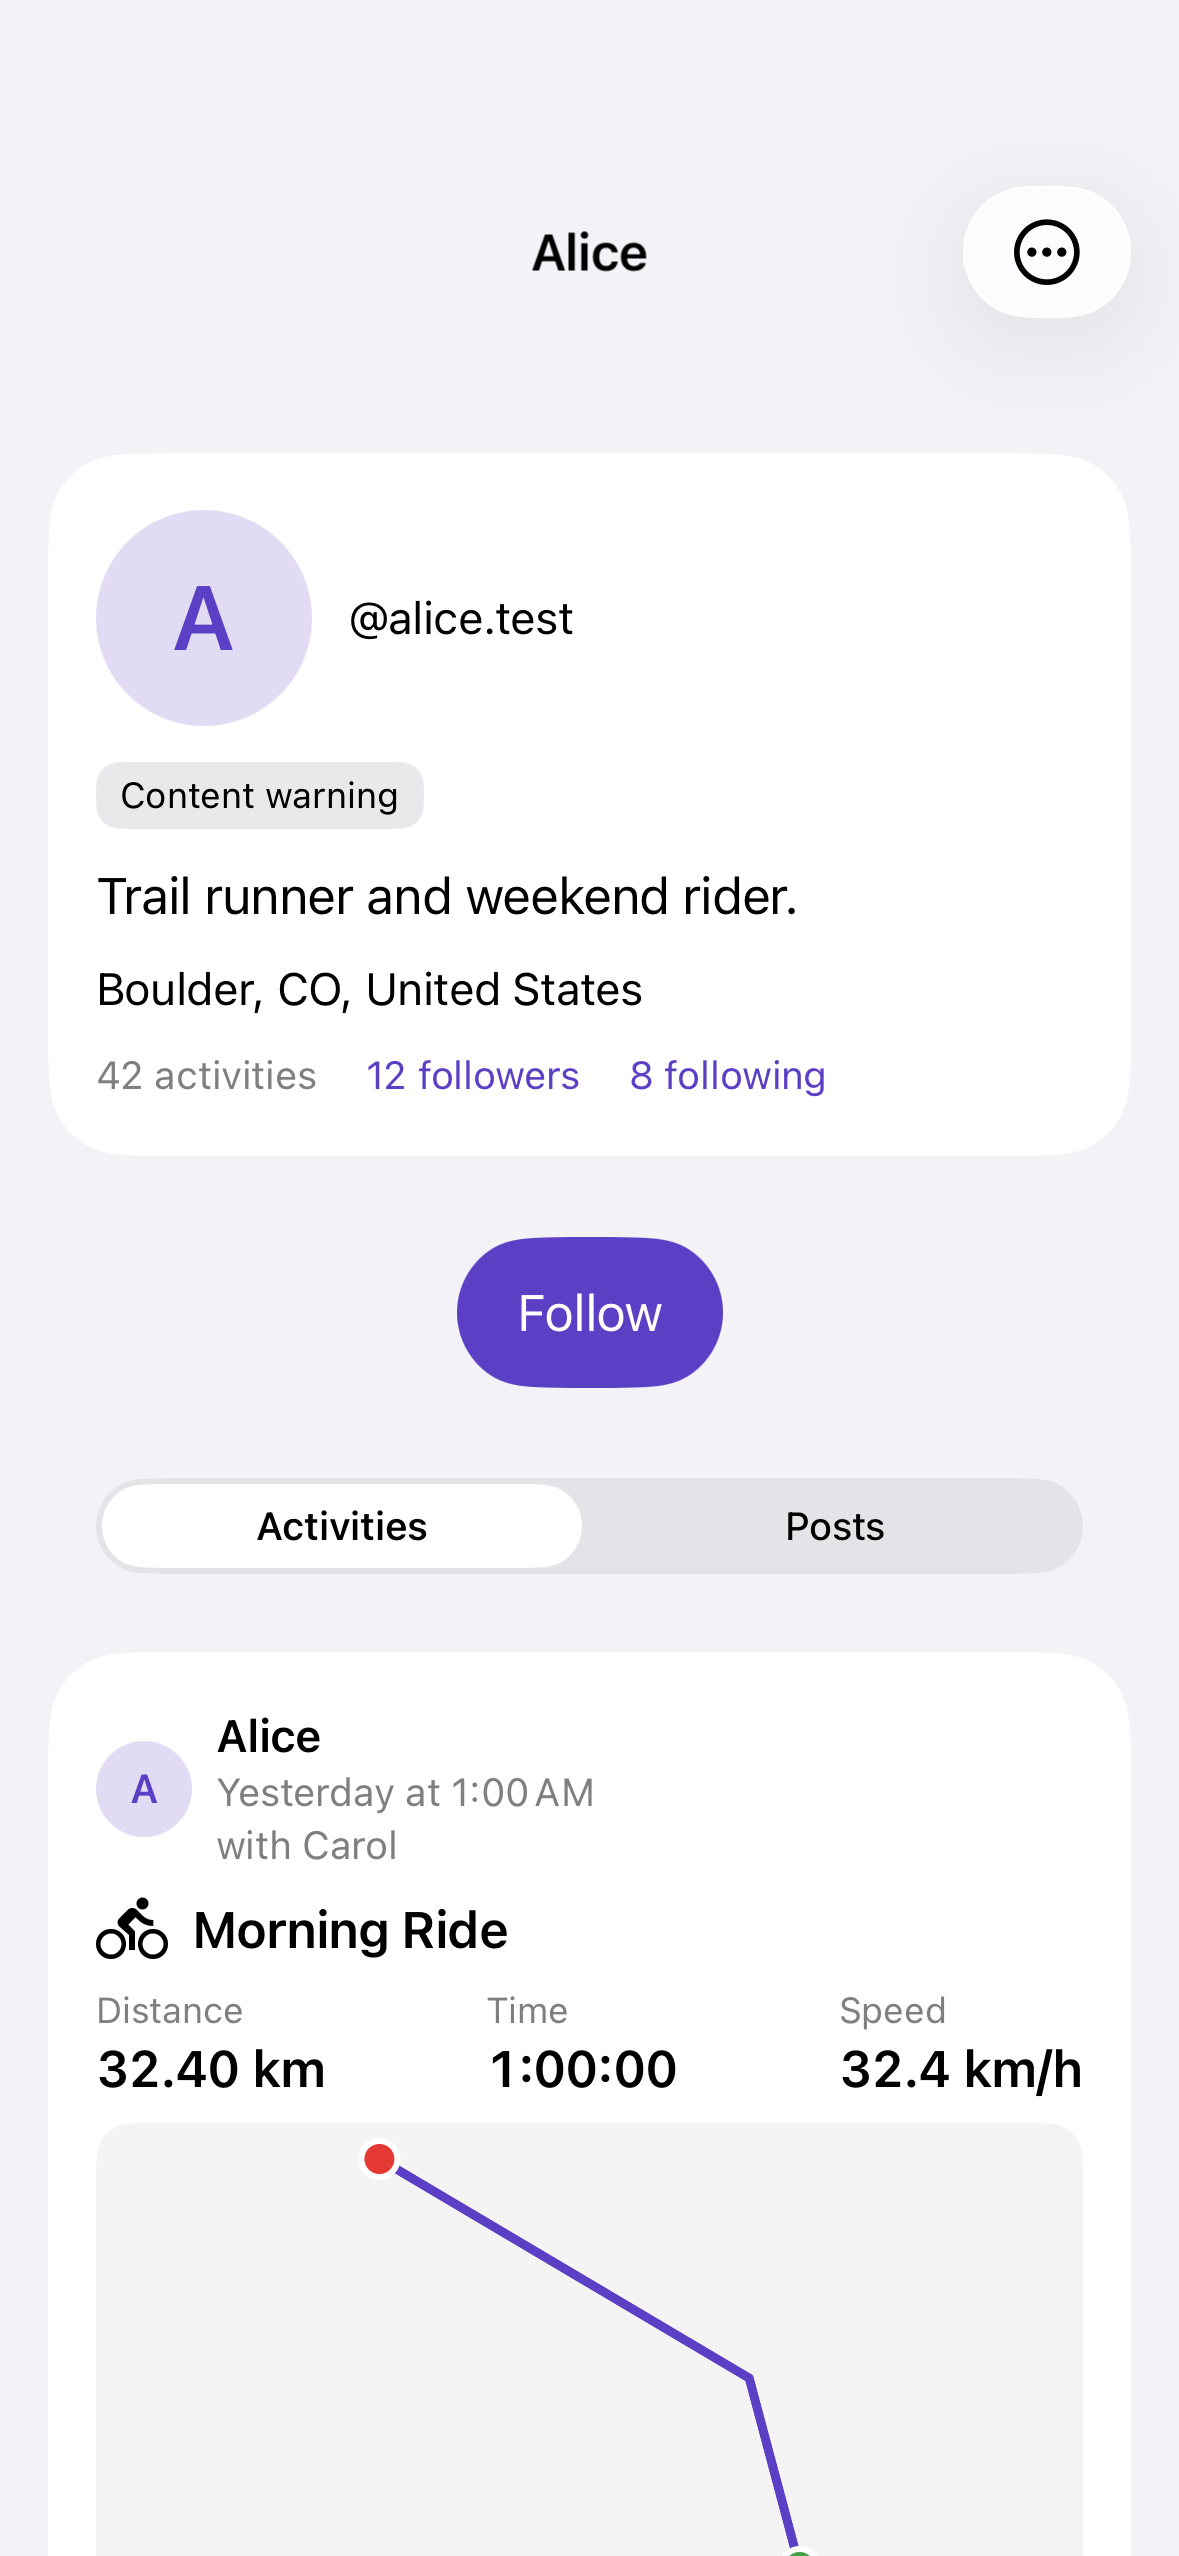 Alice
A
@alice.test
Content warning
Trail runner and weekend rider.
Boulder, CO, United States
42 activities 12 followers 8 following
Follow
Activities Posts
A
Alice
Yesterday at 1:00 AM
with Carol
Morning Ride
Distance Time Speed
32.40 km 1:00:00 32.4 km/h